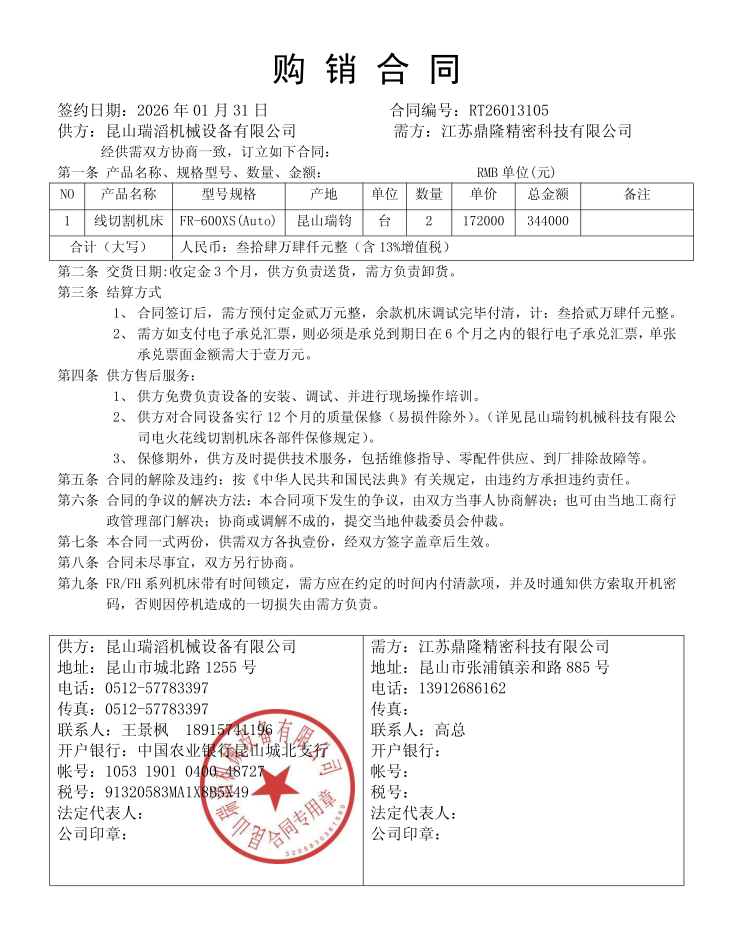 购 销 合 同
签约日期：2026 年 01 月 31 日 合同编号：RT26013105
供方：昆山瑞滔机械设备有限公司 需方：江苏鼎隆精密科技有限公司
经供需双方协商一致，订立如下合同：
第一条 产品名称、规格型号、数量、金额： RMB 单位(元)
NO 产品名称 型号规格 产地 单位 数量 单价 总金额 备注
1 线切割机床 FR-600XS(Auto) 昆山瑞钧 台 2 172000 344000
合计（大写） 人民币：叁拾肆万肆仟元整（含 13%增值税）
第二条 交货日期:收定金 3 个月，供方负责送货，需方负责卸货。
第三条 结算方式
1、 合同签订后，需方预付定金贰万元整，余款机床调试完毕付清，计：叁拾贰万肆仟元整。
2、 需方如支付电子承兑汇票，则必须是承兑到期日在 6 个月之内的银行电子承兑汇票，单张
承兑票面金额需大于壹万元。
第四条 供方售后服务：
1、 供方免费负责设备的安装、调试、并进行现场操作培训。
2、 供方对合同设备实行 12 个月的质量保修（易损件除外）。（详见昆山瑞钧机械科技有限公
司电火花线切割机床各部件保修规定）。
3、 保修期外，供方及时提供技术服务，包括维修指导、零配件供应、到厂排除故障等。
第五条 合同的解除及违约：按《中华人民共和国民法典》有关规定，由违约方承担违约责任。
第六条 合同的争议的解决方法：本合同项下发生的争议，由双方当事人协商解决；也可由当地工商行
政管理部门解决；协商或调解不成的，提交当地仲裁委员会仲裁。
第七条 本合同一式两份，供需双方各执壹份，经双方签字盖章后生效。
第八条 合同未尽事宜，双方另行协商。
第九条 FR/FH 系列机床带有时间锁定，需方应在约定的时间内付清款项，并及时通知供方索取开机密
码，否则因停机造成的一切损失由需方负责。
供方：昆山瑞滔机械设备有限公司
地址：昆山市城北路 1255 号
电话：0512-57783397
传真：0512-57783397
联系人：王景枫 18915741196
开户银行：中国农业银行昆山城北支行
帐号：1053 1901 0400 48727
税号：91320583MA1X8B5X49
法定代表人：
公司印章：
需方：江苏鼎隆精密科技有限公司
地址：昆山市张浦镇亲和路 885 号
电话：13912686162
传真：
联系人：高总
开户银行：
帐号：
税号：
法定代表人：
公司印章：
昆山瑞滔机械设备有限公司
合同专用章